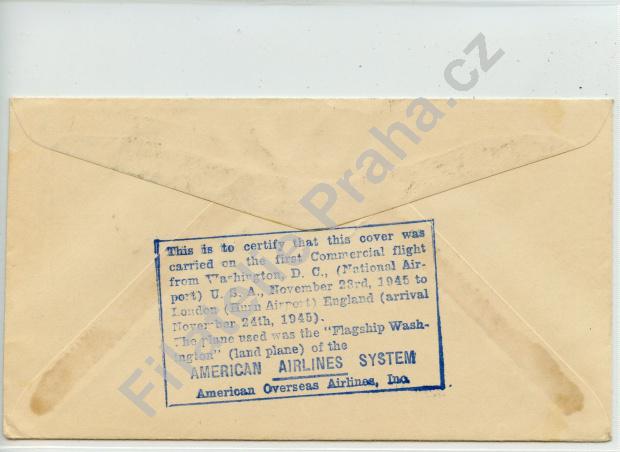 This is to certify that this cover was
carried on the first Commercial flight
from Washington, D. C., (National Air-
port) U. S. A., November 23rd, 1945 to
London (Hurn Airport) England (arrival
November 24th, 1945).
The plane used was the "Flagship Wash-
ington" (land plane) of the
AMERICAN AIRLINES SYSTEM
American Overseas Airlines, Inc.
Filatelie Praha.cz